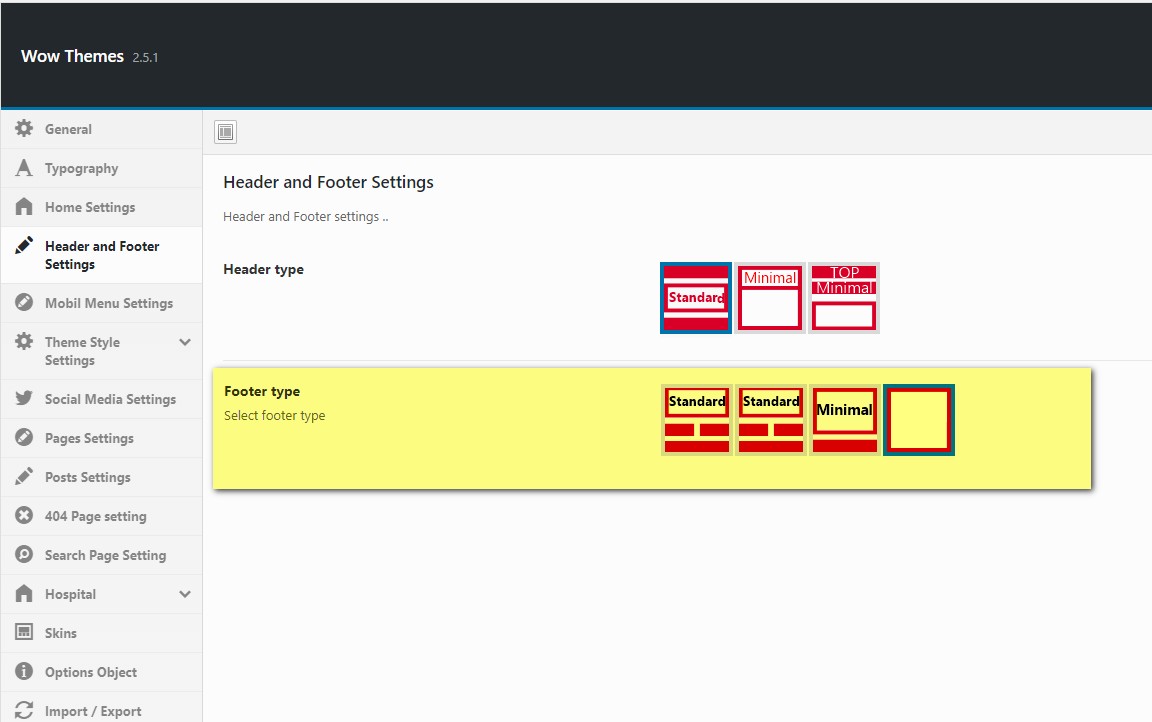 Wow Themes 2.5.1
General
Typography
Home Settings
Header and Footer
Settings
Mobil Menu Settings
Theme Style
Settings
Social Media Settings
Pages Settings
Posts Settings
404 Page setting
Search Page Setting
Hospital
Skins
Options Object
Import / Export
Header and Footer Settings
Header and Footer settings ..
Header type
Standard
Minimal
TOP
Minimal
Footer type
Select footer type
Standard
Standard
Minimal